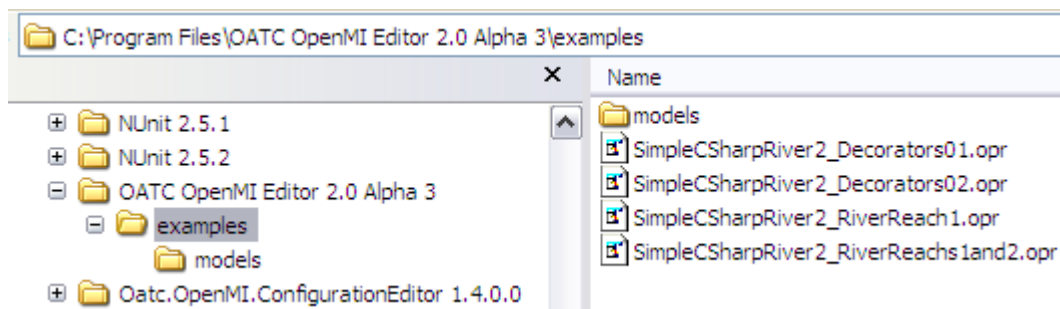 C:\Program Files\OATC OpenMI Editor 2.0 Alpha 3\examples
NUnit 2.5.1
NUnit 2.5.2
OATC OpenMI Editor 2.0 Alpha 3
examples
models
Oatc.OpenMI.ConfigurationEditor 1.4.0.0
Name
models
SimpleCSharpRiver2_Decorators01.opr
SimpleCSharpRiver2_Decorators02.opr
SimpleCSharpRiver2_RiverReach1.opr
SimpleCSharpRiver2_RiverReachs1and2.opr